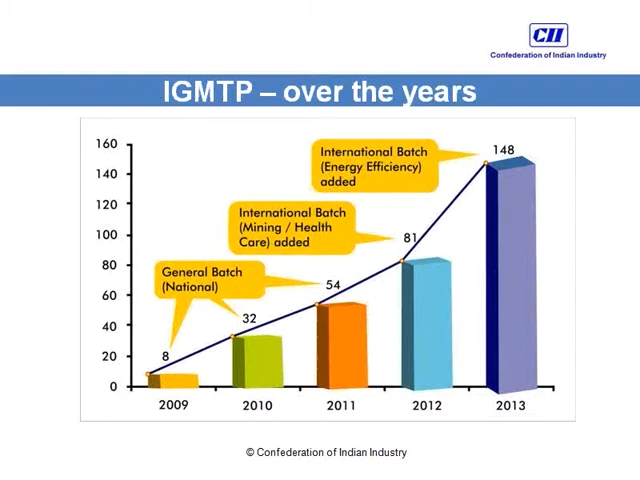 CII
Confederation of Indian Industry
IGMTP – over the years
160
140
120
100
80
60
40
20
0
International Batch
(Energy Efficiency)
added
148
International Batch
(Mining / Health
Care) added
81
General Batch
(National)
54
32
8
2009 2010 2011 2012 2013
© Confederation of Indian Industry